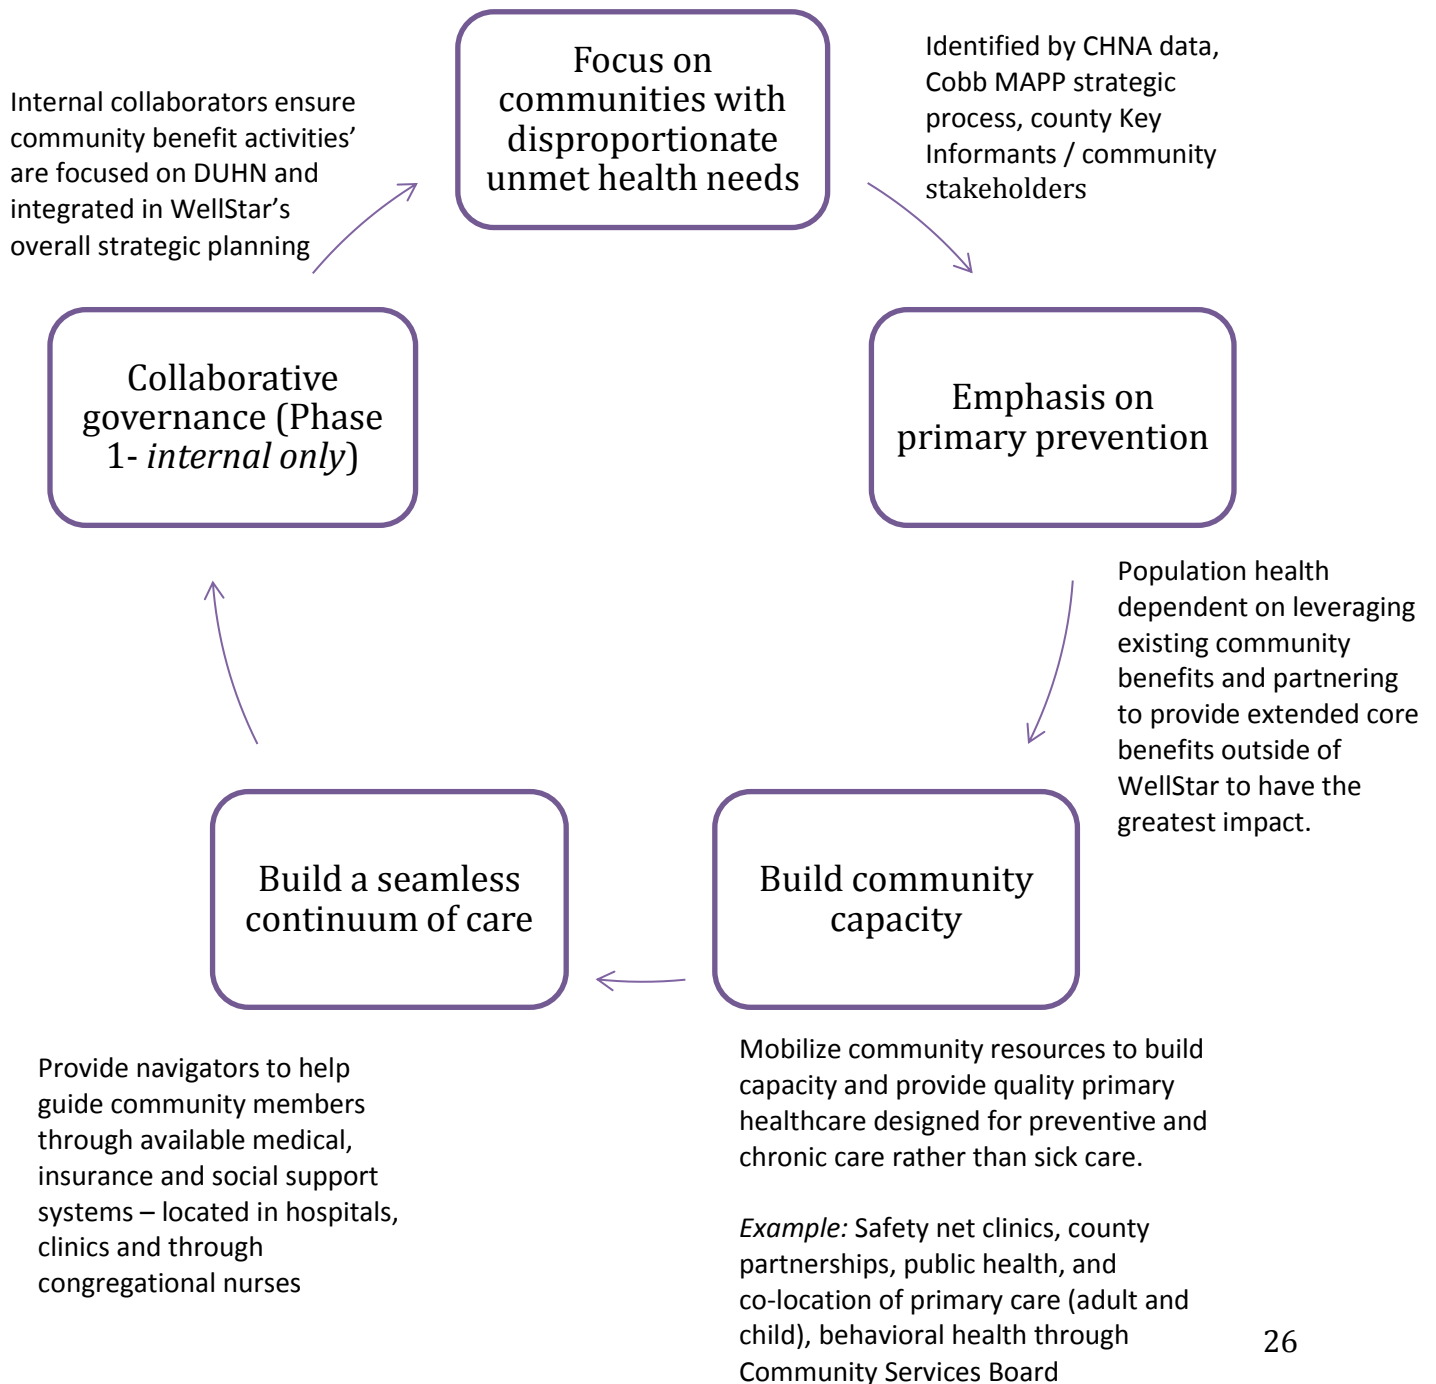 Focus on
communities with
disproportionate
unmet health needs
Identified by CHNA data,
Cobb MAPP strategic
process, county Key
Informants / community
stakeholders
Emphasis on
primary prevention
Population health
dependent on leveraging
existing community
benefits and partnering
to provide extended core
benefits outside of
WellStar to have the
greatest impact.
Build community
capacity
Mobilize community resources to build
capacity and provide quality primary
healthcare designed for preventive and
chronic care rather than sick care.
Example: Safety net clinics, county
partnerships, public health, and
co-location of primary care (adult and
child), behavioral health through
Community Services Board
Build a seamless
continuum of care
Provide navigators to help
guide community members
through available medical,
insurance and social support
systems – located in hospitals,
clinics and through
congregational nurses
Collaborative
governance (Phase
1- internal only)
Internal collaborators ensure
community benefit activities’
are focused on DUHN and
integrated in WellStar’s
overall strategic planning
26